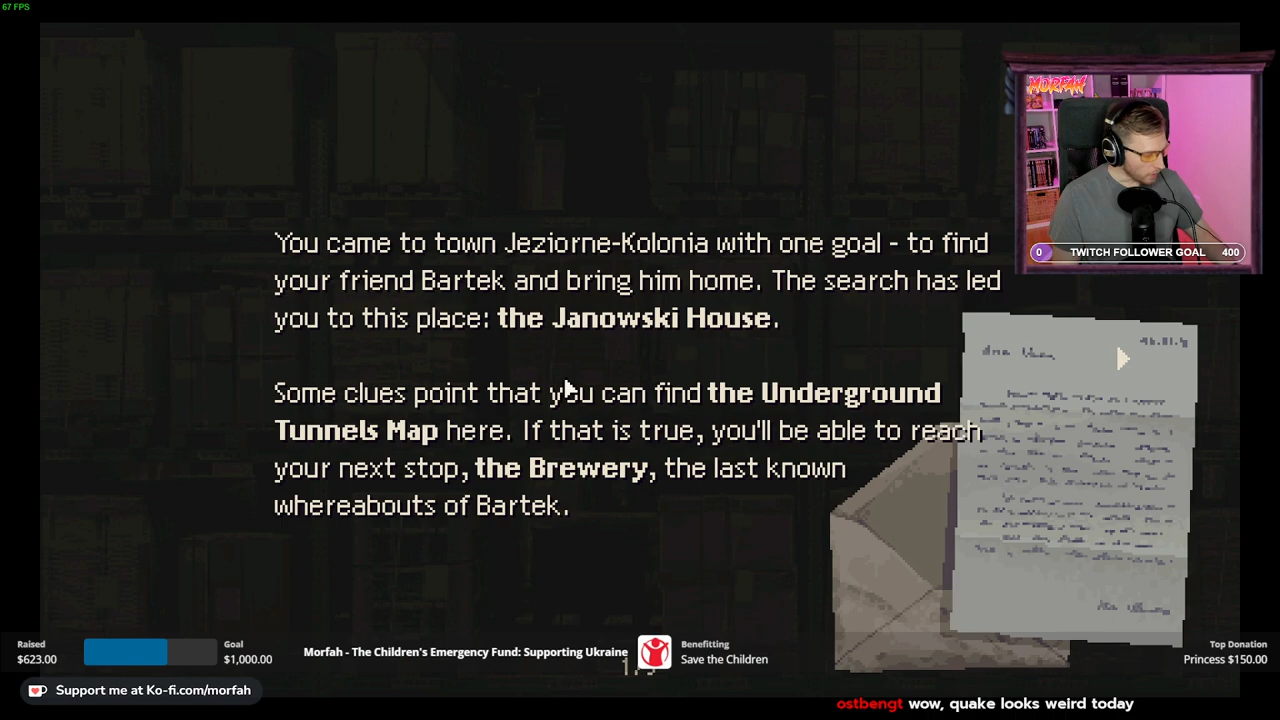 67 FPS
MORFAH
0 TWITCH FOLLOWER GOAL 400
You came to town Jeziorne-Kolonia with one goal - to find
your friend Bartek and bring him home. The search has led
you to this place: the Janowski House.
Some clues point that you can find the Underground
Tunnels Map here. If that is true, you'll be able to reach
your next stop, the Brewery, the last known
whereabouts of Bartek.
Raised
$623.00
Goal
$1,000.00
Morfah - The Children's Emergency Fund: Supporting Ukraine
Benefitting
Save the Children
Top Donation
Princess $150.00
Support me at Ko-fi.com/morfah
ostbengt wow, quake looks weird today